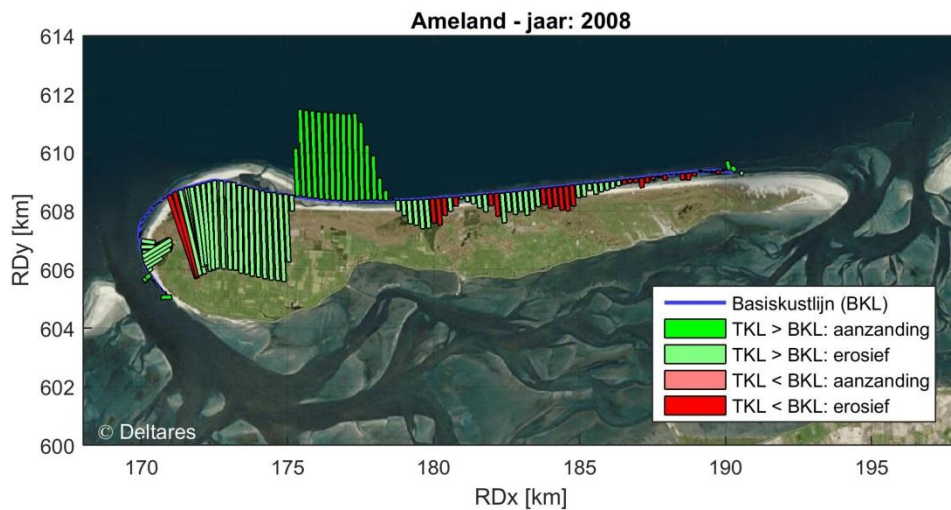 Ameland - jaar: 2008
614
612
610
608
606
604
602
600
RDy [km]
Basiskustlijn (BKL)
TKL > BKL: aanzanding
TKL > BKL: erosief
TKL < BKL: aanzanding
TKL < BKL: erosief
© Deltares
170 175 180 185 190 195
RDx [km]